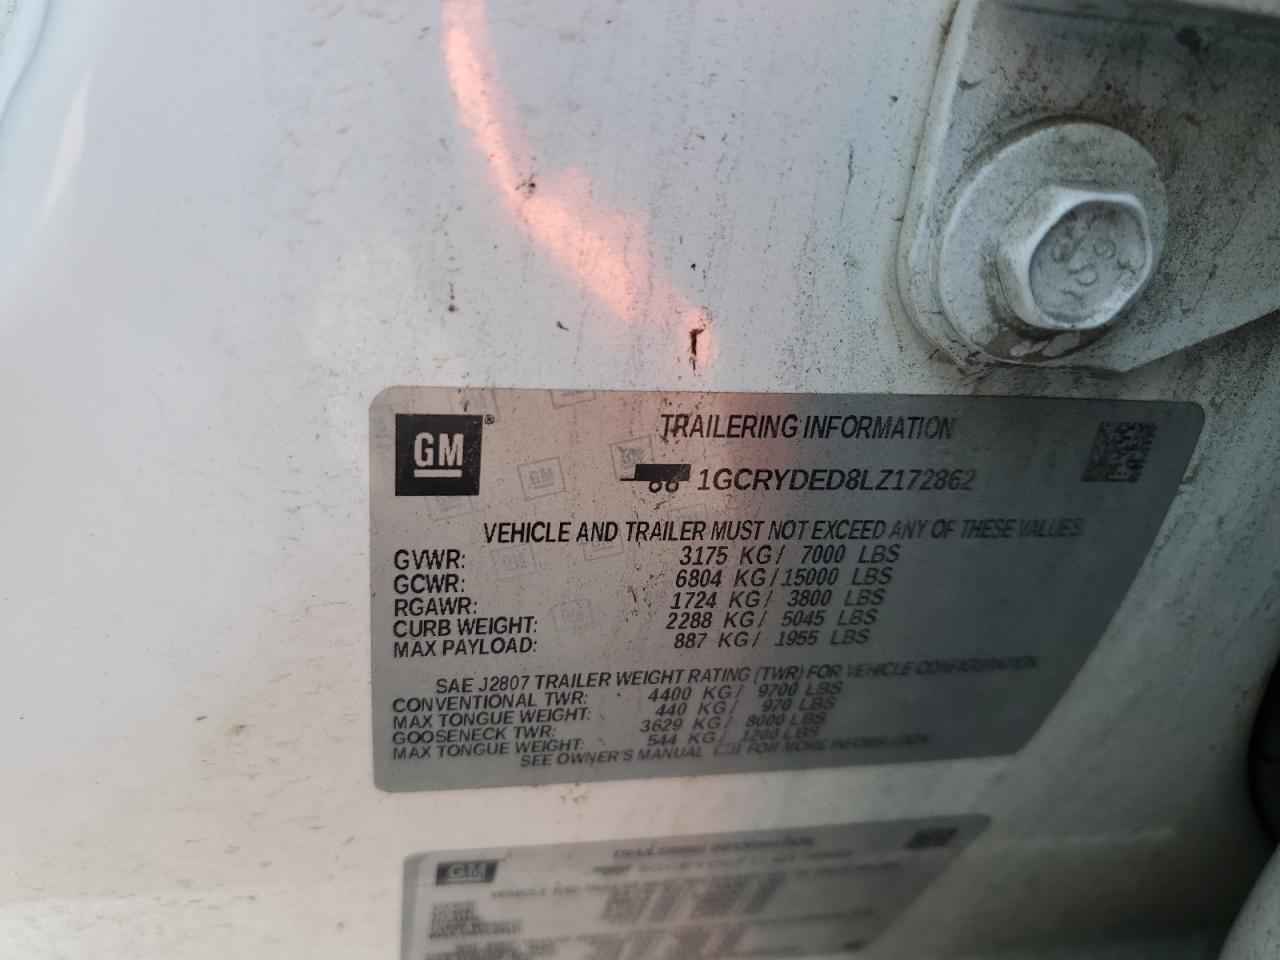 GM ® TRAILERING INFORMATION
1GCRYDED8LZ172862
VEHICLE AND TRAILER MUST NOT EXCEED ANY OF THESE VALUES
GVWR: 3175 KG/ 7000 LBS
GCWR: 6804 KG/15000 LBS
RGAWR: 1724 KG/ 3800 LBS
CURB WEIGHT: 2288 KG/ 5045 LBS
MAX PAYLOAD: 887 KG/ 1955 LBS
SAE J2807 TRAILER WEIGHT RATING (TWR) FOR VEHICLE CONFIGURATION
CONVENTIONAL TWR: 4400 KG/ 9700 LBS
MAX TONGUE WEIGHT: 440 KG/ 970 LBS
GOOSENECK TWR: 3629 KG/ 8000 LBS
MAX TONGUE WEIGHT: 544 KG/ 1200 LBS
SEE OWNER'S MANUAL FOR MORE INFORMATION
GM TRAILERING INFORMATION